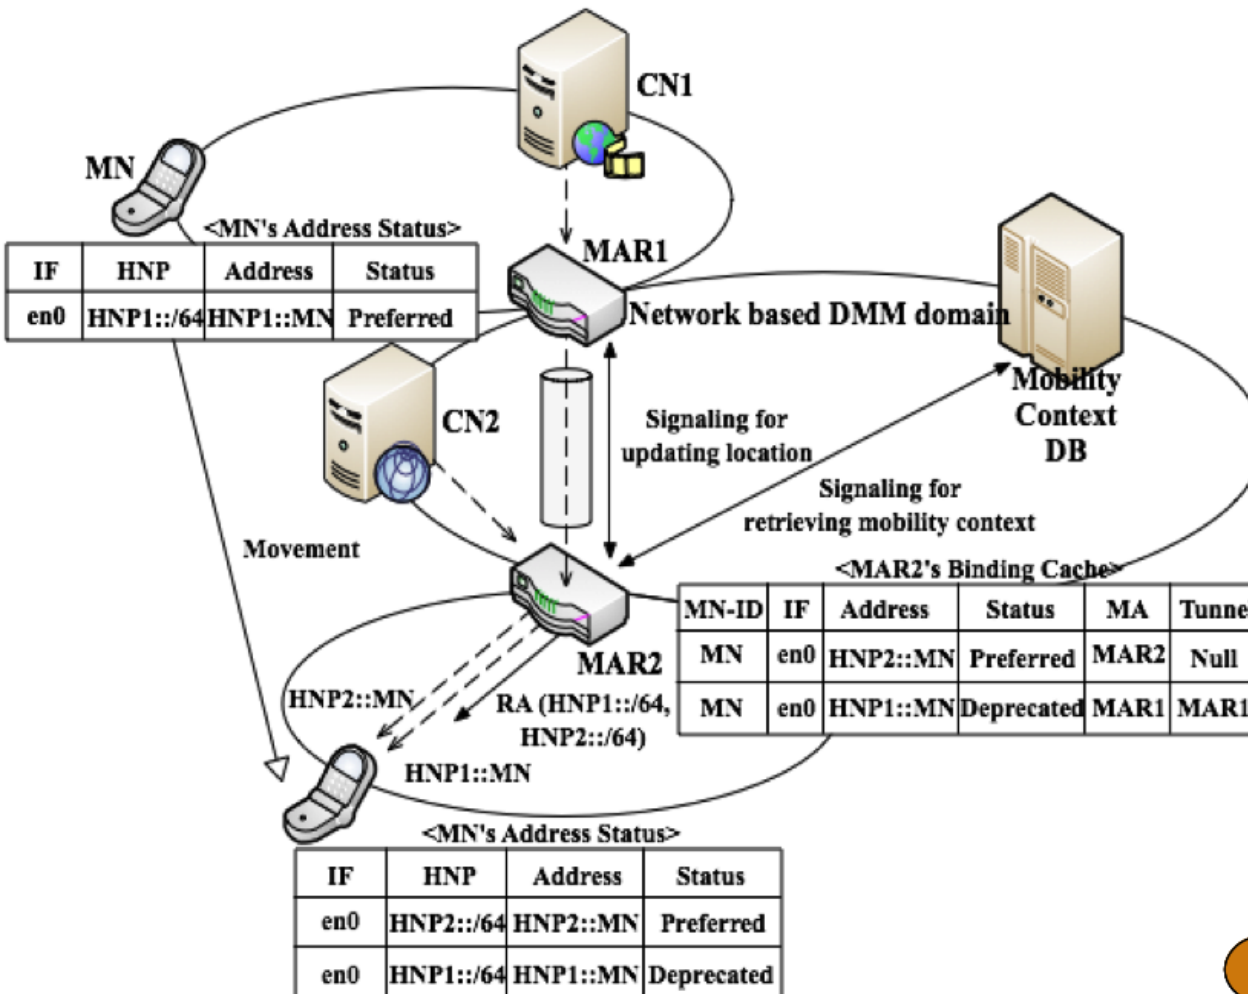 CN1
MN
<MN's Address Status>
IF HNP Address Status
en0 HNP1::/64 HNP1::MN Preferred
MAR1
Network based DMM domain
Mobility
Context
DB
CN2
Signaling for
updating location
Signaling for
retrieving mobility context
Movement
<MAR2's Binding Cache>
MN-ID IF Address Status MA Tunne
MN en0 HNP2::MN Preferred MAR2 Null
MN en0 HNP1::MN Deprecated MAR1 MAR1
MAR2
HNP2::MN
RA (HNP1::/64,
HNP2::/64)
HNP1::MN
<MN's Address Status>
IF HNP Address Status
en0 HNP2::/64 HNP2::MN Preferred
en0 HNP1::/64 HNP1::MN Deprecated